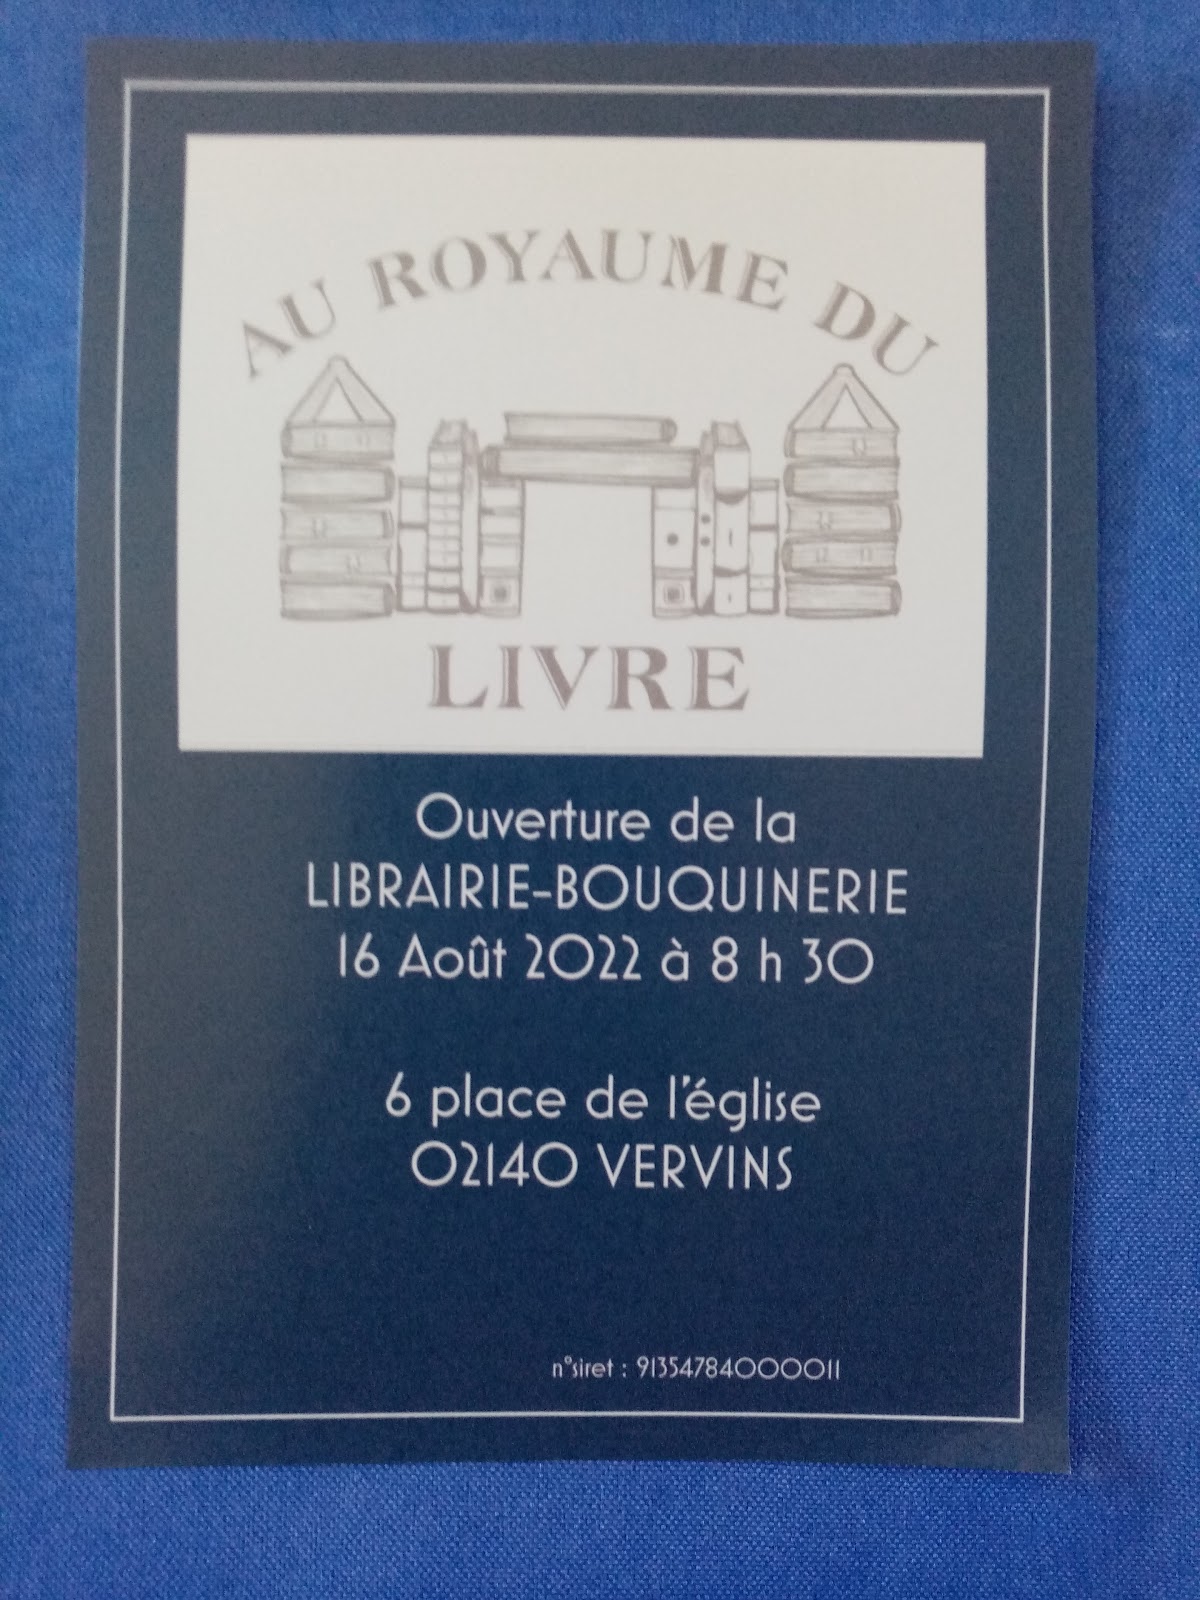 AU ROYAUME DU
LIVRE
Ouverture de la
LIBRAIRIE-BOUQUINERIE
16 Août 2022 à 8 h 30
6 place de l'église
02140 VERVINS
n°siret : 91354784000011